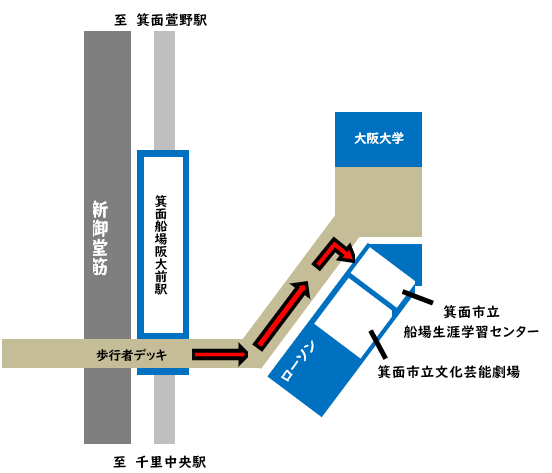 至 箕面萱野駅
大阪大学
新御堂筋
箕面船場阪大前駅
箕面市立
船場生涯学習センター
歩行者デッキ
ローソン
箕面市立文化芸能劇場
至 千里中央駅